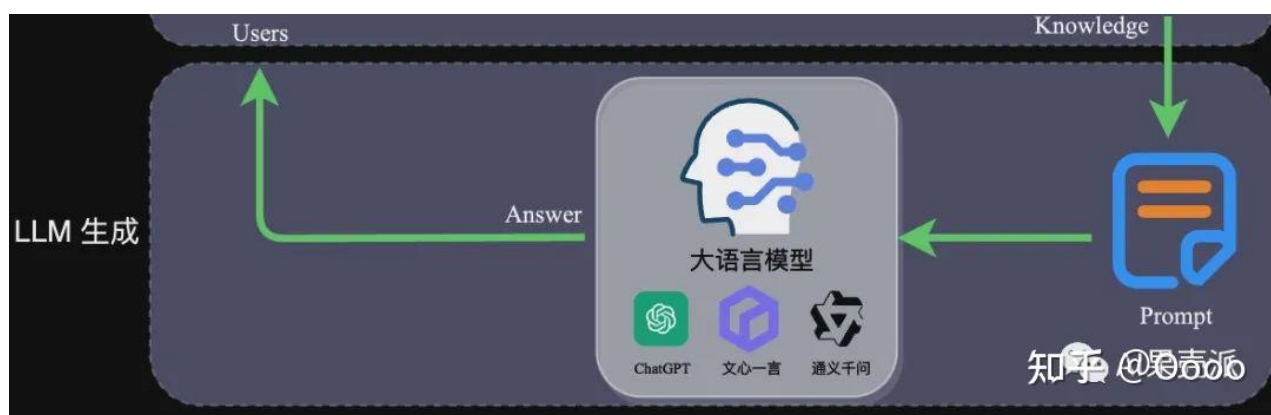 Users
Knowledge
Answer
LLM 生成
大语言模型
ChatGPT
文心一言
通义千问
Prompt
知乎 @Gooo